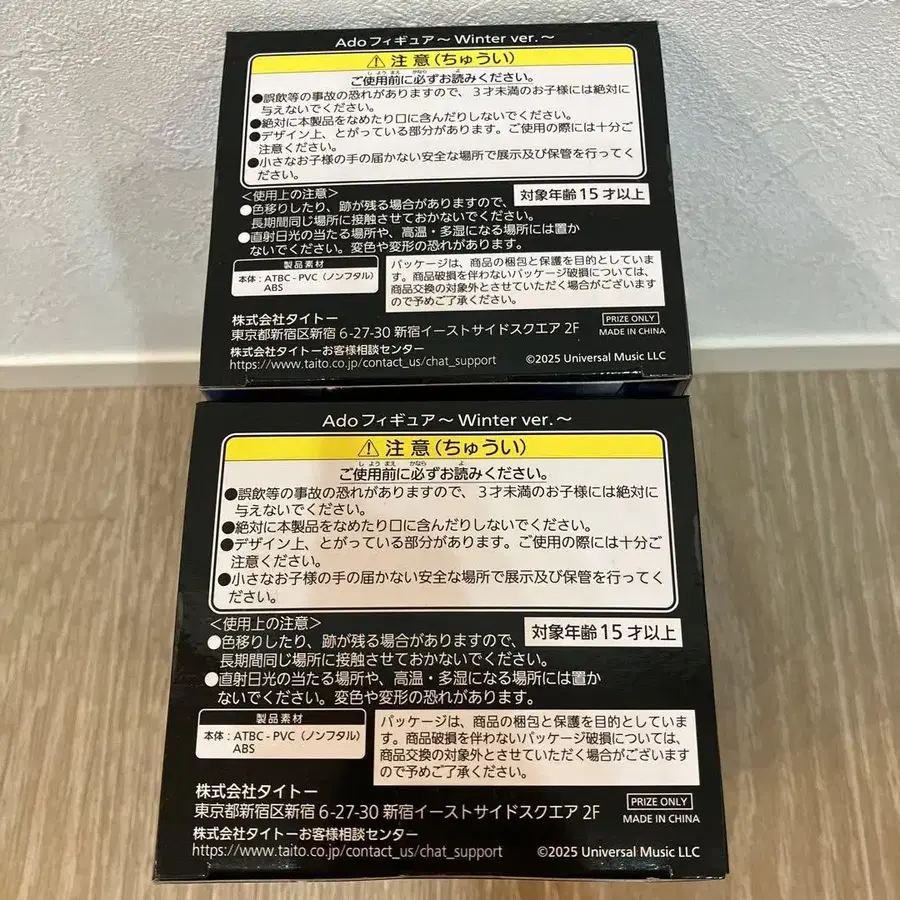 Adoフィギュア～Winter ver.～
⚠ 注意(ちゅうい)
ご使用前に必ずお読みください。
●誤飲等の事故の恐れがありますので、３才未満のお子様には絶対に
与えないでください。
●絶対に本製品をなめたり口に含んだりしないでください。
●デザイン上、とがっている部分があります。ご使用の際には十分ご
注意ください。
●小さなお子様の手の届かない安全な場所で展示及び保管を行ってく
ださい。
＜使用上の注意＞
対象年齢15才以上
●色移りしたり、跡が残る場合がありますので、
長期間同じ場所に接触させておかないでください。
●直射日光の当たる場所や、高温・多湿になる場所には置か
ないでください。変色や変形の恐れがあります。
製品素材
本体：ATBC-PVC（ノンフタル）
ABS
パッケージは、商品の梱包と保護を目的としていま
す。商品破損を伴わないパッケージ破損については、
商品交換の対象外とさせていただく場合がございます
ので予めご了承ください。
株式会社タイトー
東京都新宿区新宿 6-27-30 新宿イーストサイドスクエア 2F
PRIZE ONLY
MADE IN CHINA
株式会社タイトーお客様相談センター
https://www.taito.co.jp/contact_us/chat_support
©2025 Universal Music LLC
Adoフィギュア～Winter ver.～
⚠ 注意(ちゅうい)
ご使用前に必ずお読みください。
●誤飲等の事故の恐れがありますので、３才未満のお子様には絶対に
与えないでください。
●絶対に本製品をなめたり口に含んだりしないでください。
●デザイン上、とがっている部分があります。ご使用の際には十分ご
注意ください。
●小さなお子様の手の届かない安全な場所で展示及び保管を行ってく
ださい。
＜使用上の注意＞
対象年齢15才以上
●色移りしたり、跡が残る場合がありますので、
長期間同じ場所に接触させておかないでください。
●直射日光の当たる場所や、高温・多湿になる場所には置か
ないでください。変色や変形の恐れがあります。
製品素材
本体：ATBC-PVC（ノンフタル）
ABS
パッケージは、商品の梱包と保護を目的としていま
す。商品破損を伴わないパッケージ破損については、
商品交換の対象外とさせていただく場合がございます
ので予めご了承ください。
株式会社タイトー
東京都新宿区新宿 6-27-30 新宿イーストサイドスクエア 2F
PRIZE ONLY
MADE IN CHINA
株式会社タイトーお客様相談センター
https://www.taito.co.jp/contact_us/chat_support
©2025 Universal Music LLC